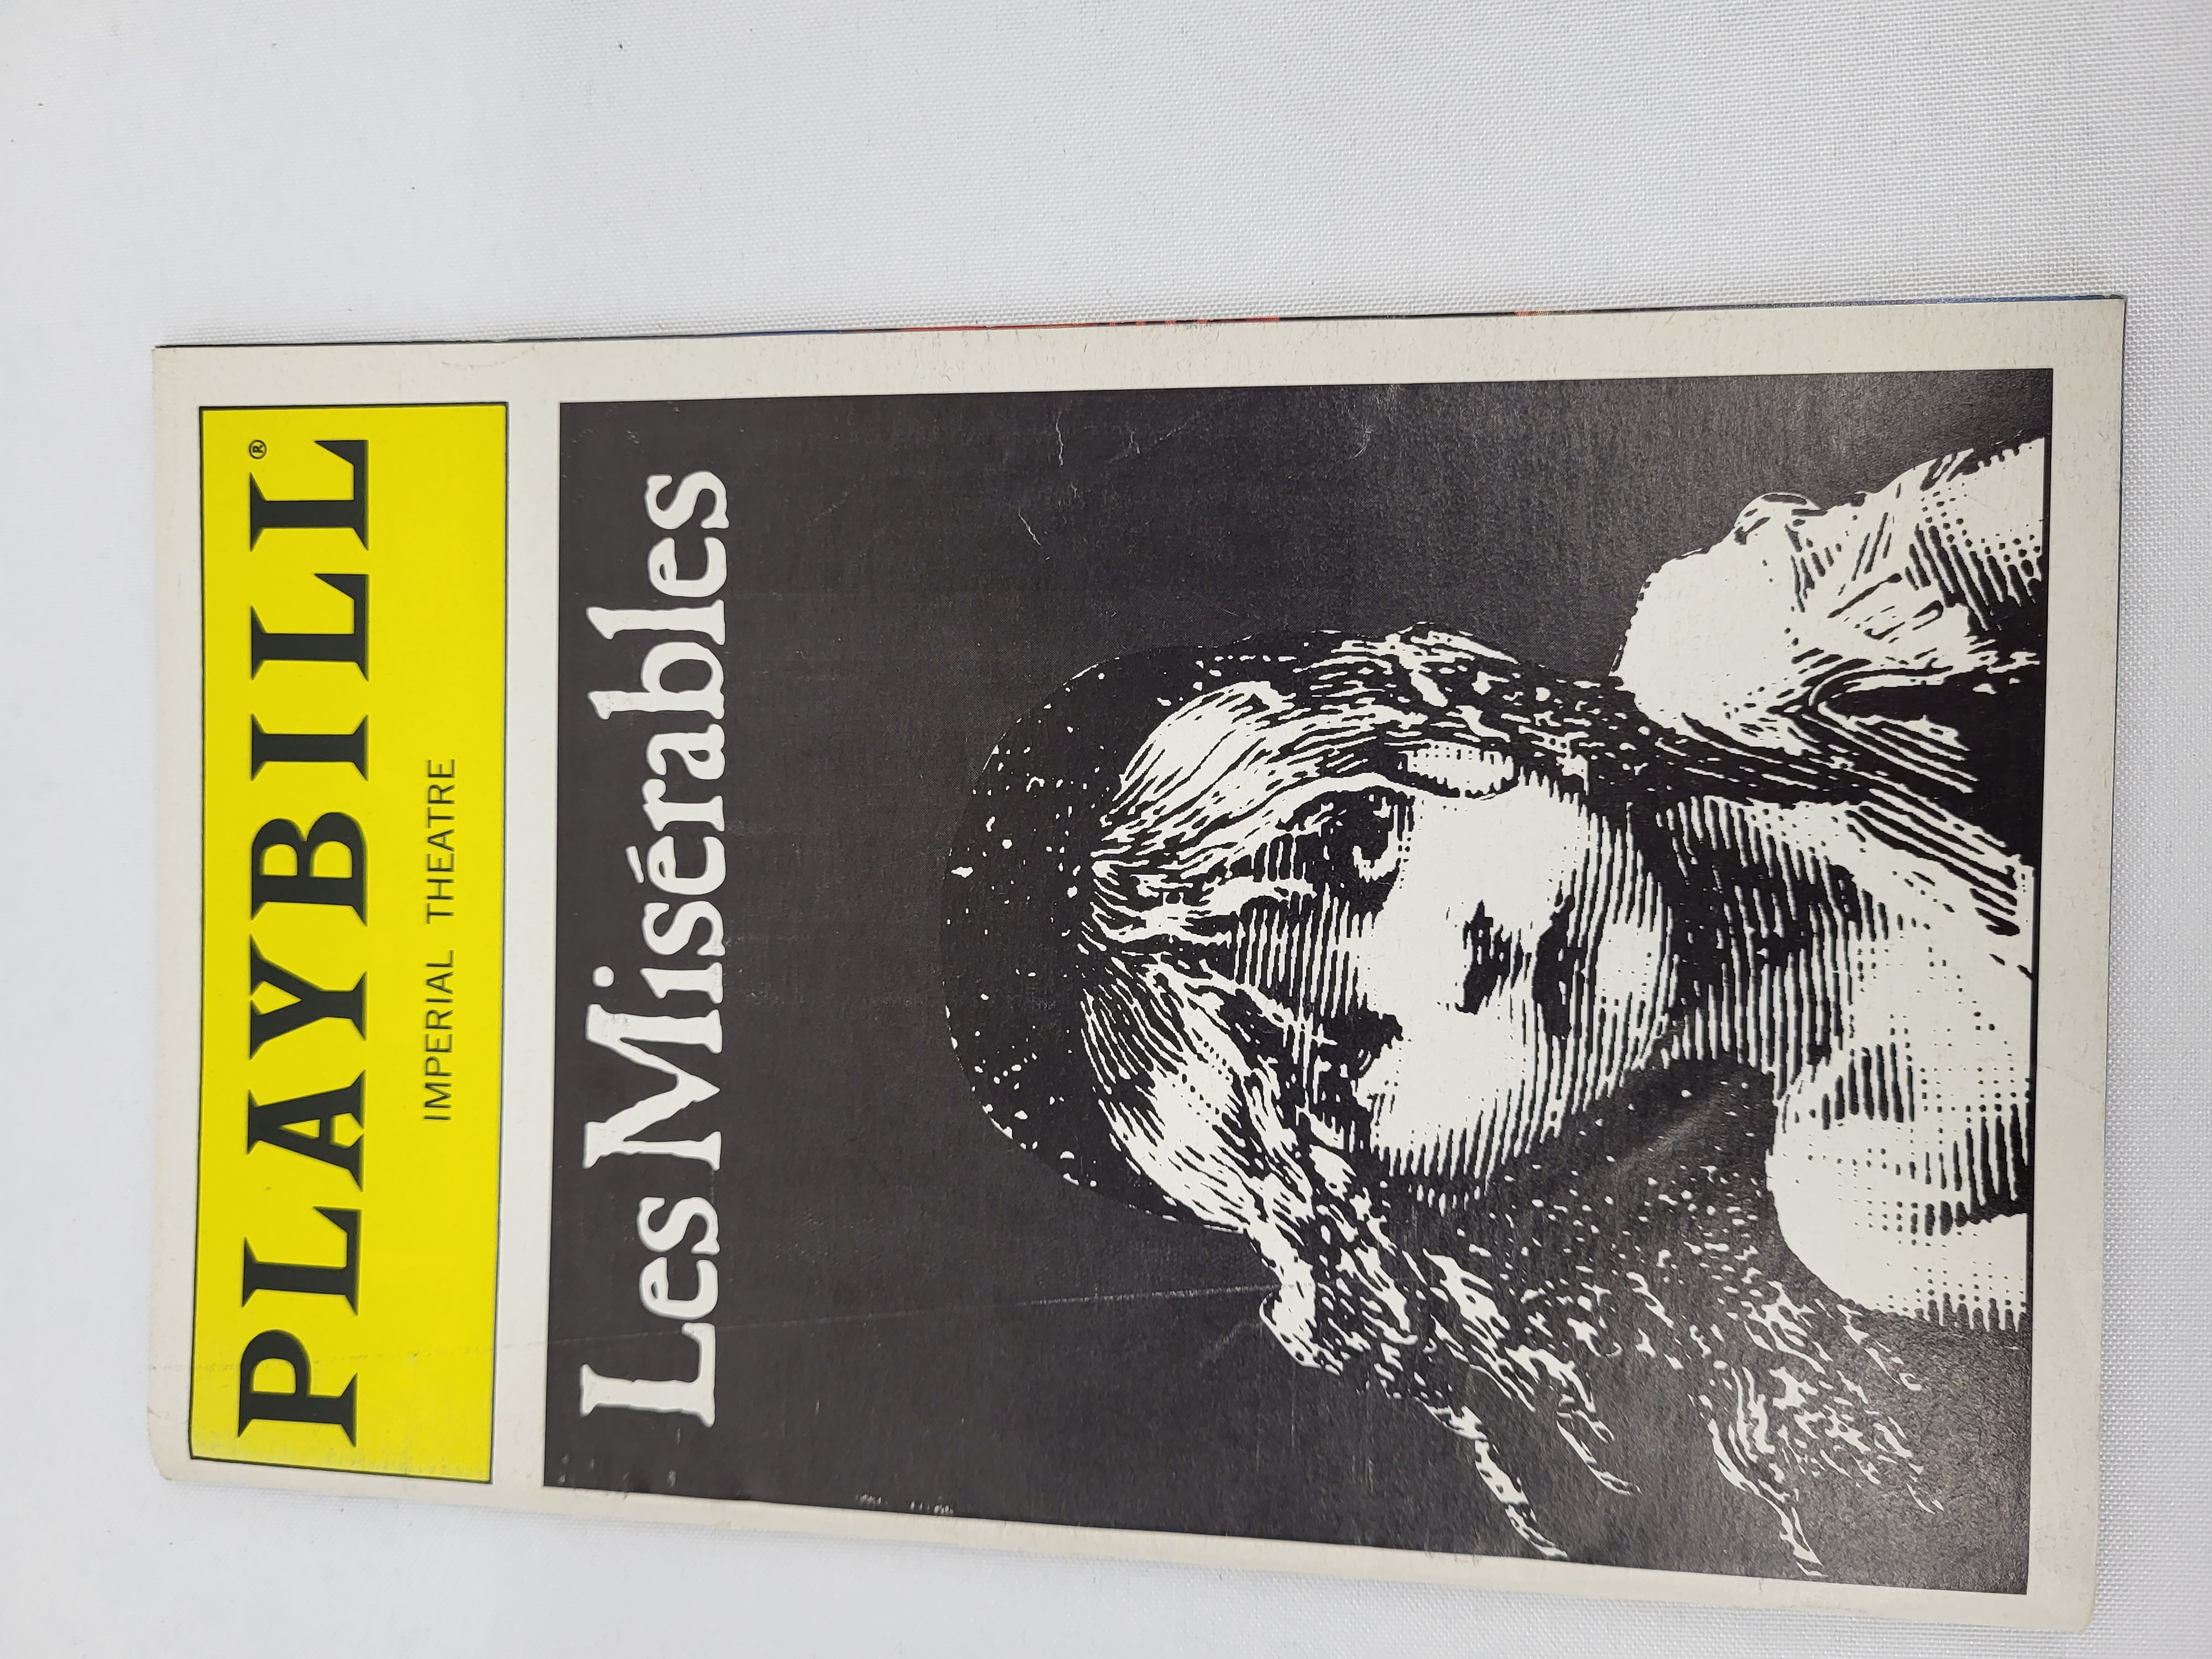 PLAYBILL®
IMPERIAL THEATRE
Les Misérables